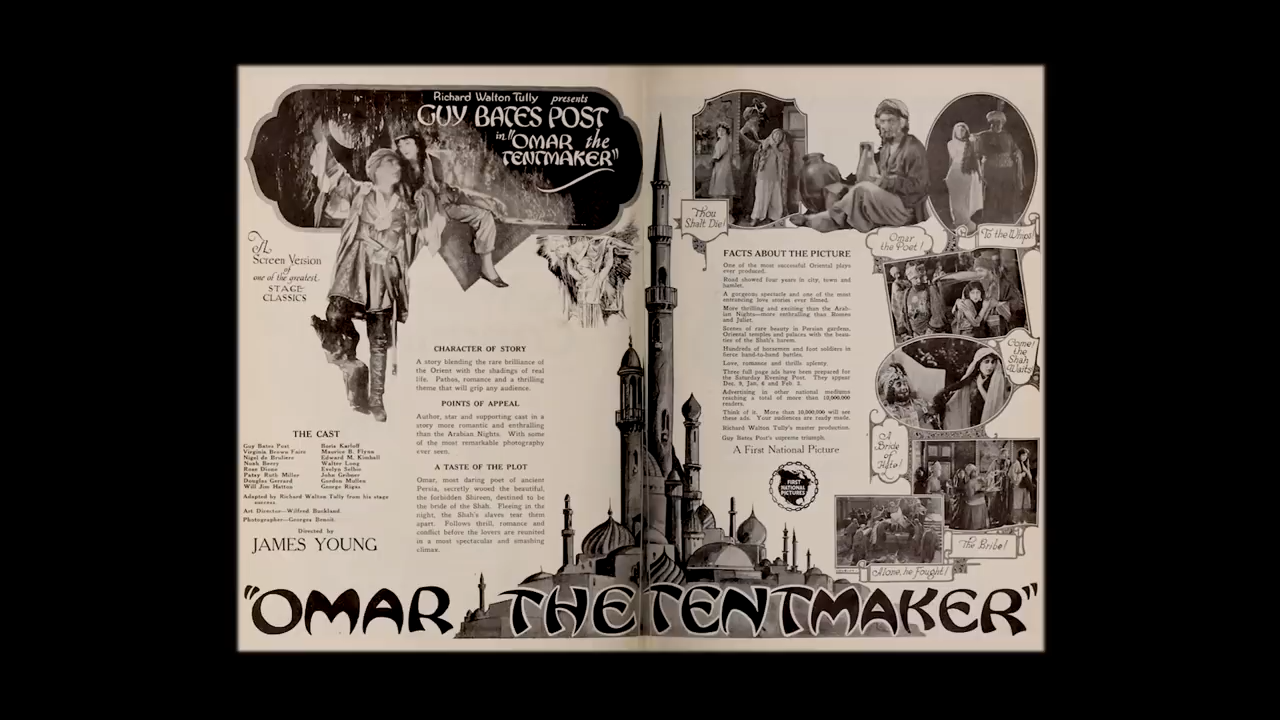 Richard Walton Tully presents
GUY BATES POST
in "OMAR the
TENTMAKER"
A
Screen Version
of
one of the greatest
STAGE
CLASSICS
CHARACTER OF STORY
A story blending the rare brilliance of
the Orient with the shadings of real
life. Pathos, romance and a thrilling
theme that will grip any audience.
POINTS OF APPEAL
Author, star and supporting cast in a
story more romantic and enthralling
than the Arabian Nights. With some
of the most remarkable photography
ever seen.
A TASTE OF THE PLOT
Omar, most daring poet of ancient
Persia, secretly wooed the beautiful,
the forbidden Shireen, destined to be
the bride of the Shah. Fleeing in the
night, the Shah's slaves tear them
apart. Follows thrill, romance and
conflict before the lovers are reunited
in a most spectacular and smashing
climax.
THE CAST
Guy Bates Post
Virginia Brown Faire
Nigel de Bruliere
Noah Beery
Rose Dione
Patsy Ruth Miller
Douglas Gerrard
Will Jim Hatton
Boris Karloff
Maurice B. Flynn
Edward M. Kimball
Walter Long
Evelyn Selbie
John Gribner
Gordon Mullen
George Rigas
Adapted by Richard Walton Tully from his stage
success.
Art Director—Wilfred Buckland.
Photographer—Georges Benoit.
Directed by
JAMES YOUNG
Thou
Shalt Die!
Omar
the Poet!
To the Whips!
FACTS ABOUT THE PICTURE
One of the most successful Oriental plays
ever produced.
Road showed four years in city, town and
hamlet.
A gorgeous spectacle and one of the most
entrancing love stories ever filmed.
More thrilling and exciting than the Arab-
ian Nights—more enthralling than Romeo
and Juliet.
Scenes of rare beauty in Persian gardens,
Oriental temples and palaces with the beau-
ties of the Shah's harem.
Hundreds of horsemen and foot soldiers in
fierce hand-to-hand battles.
Love, romance and thrills aplenty.
Three full page ads have been prepared for
the Saturday Evening Post. They appear
Dec. 9, Jan. 6 and Feb. 3.
Advertising in other national mediums
reaching a total of more than 10,000,000
readers.
Think of it. More than 10,000,000 will see
these ads. Your audiences are ready made.
Richard Walton Tully's master production.
Guy Bates Post's supreme triumph.
A First National Picture
FIRST
NATIONAL
PICTURES
Come!
the
Shah
Waits!
A
Bride
of
Fate!
The Bribe!
Alone, he Fought!
"OMAR THE TENTMAKER"